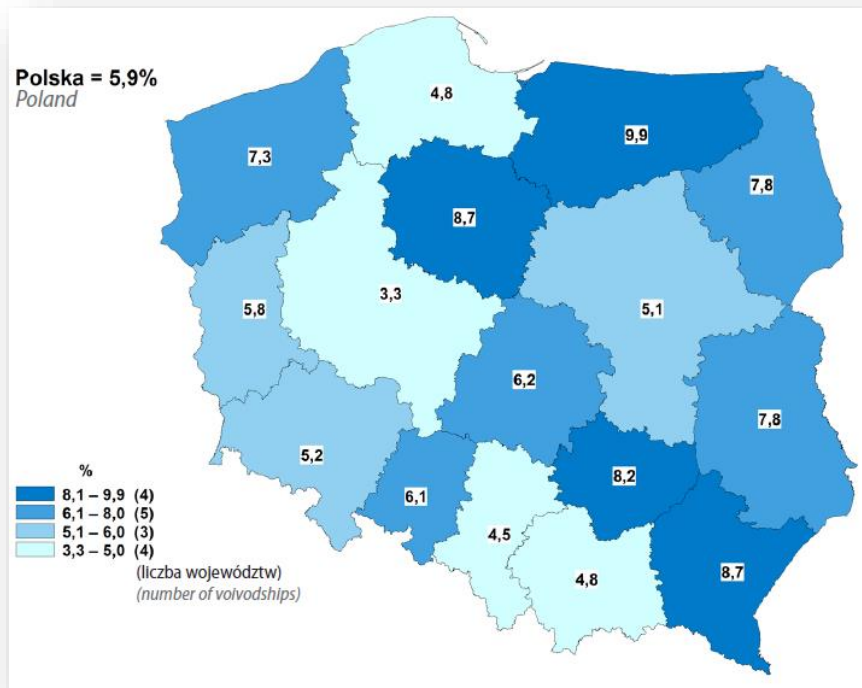 Polska = 5,9%
Poland
4,8
9,9
7,3
7,8
8,7
3,3
5,8
5,1
6,2
7,8
5,2
8,2
6,1
4,5
4,8
8,7
%
8,1 – 9,9 (4)
6,1 – 8,0 (5)
5,1 – 6,0 (3)
3,3 – 5,0 (4)
(liczba województw)
(number of voivodships)